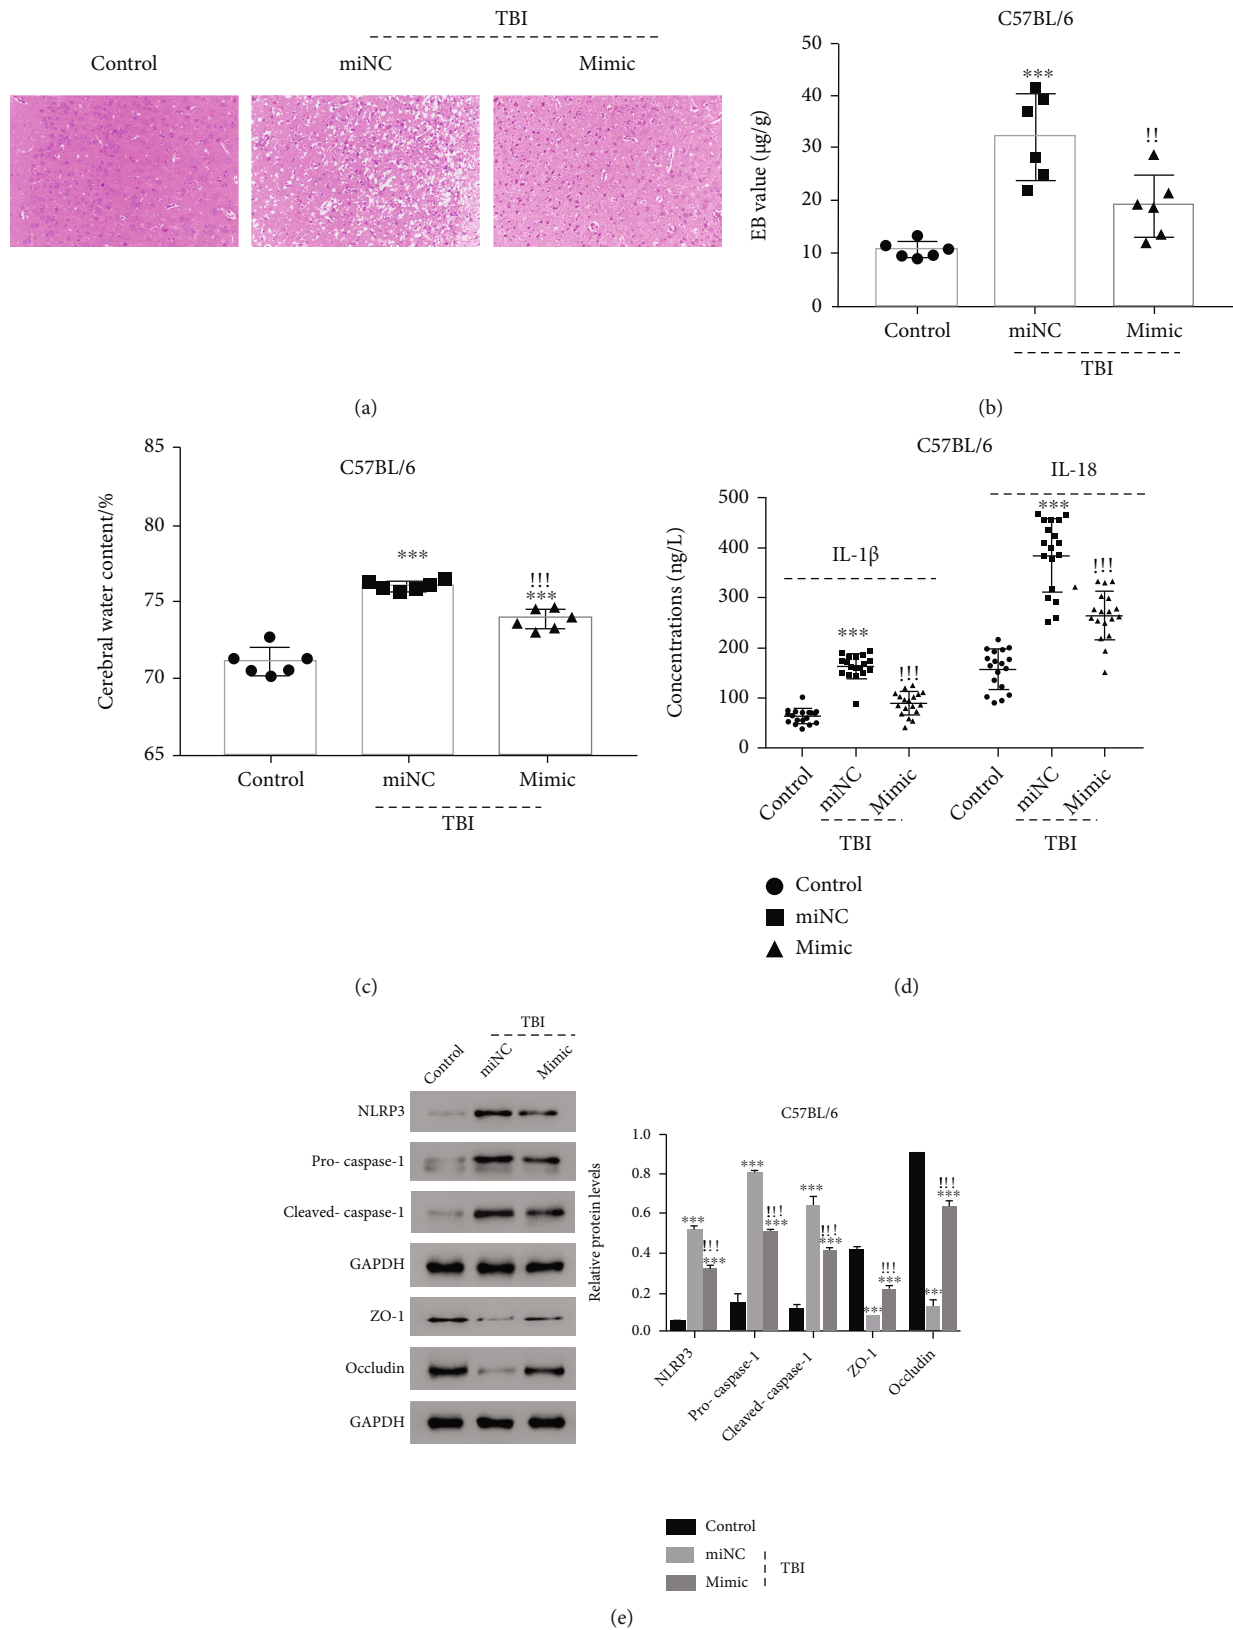 TBI
Control miNC Mimic
(a)
C57BL/6
EB value (μg/g)
50
40
30
20
10
0
***
!!
Control miNC Mimic
TBI
(b)
C57BL/6
Cerebral water content/%
85
80
75
70
65
***
!!!
***
Control miNC Mimic
TBI
(c)
C57BL/6
IL-18
IL-1β
Concentrations (ng/L)
500
400
300
200
100
0
***
!!!
***
!!!
Control miNC Mimic Control miNC Mimic
TBI TBI
Control
miNC
Mimic
(d)
TBI
Control miNC Mimic
NLRP3
Pro- caspase-1
Cleaved- caspase-1
GAPDH
ZO-1
Occludin
GAPDH
C57BL/6
Relative protein levels
1.0
0.8
0.6
0.4
0.2
0.0
***
!!!
***
***
!!!
***
***
!!!
***
***
!!!
***
***
!!!
***
NLRP3 Pro- caspase-1 Cleaved- caspase-1 ZO-1 Occludin
Control
miNC
Mimic
TBI
(e)